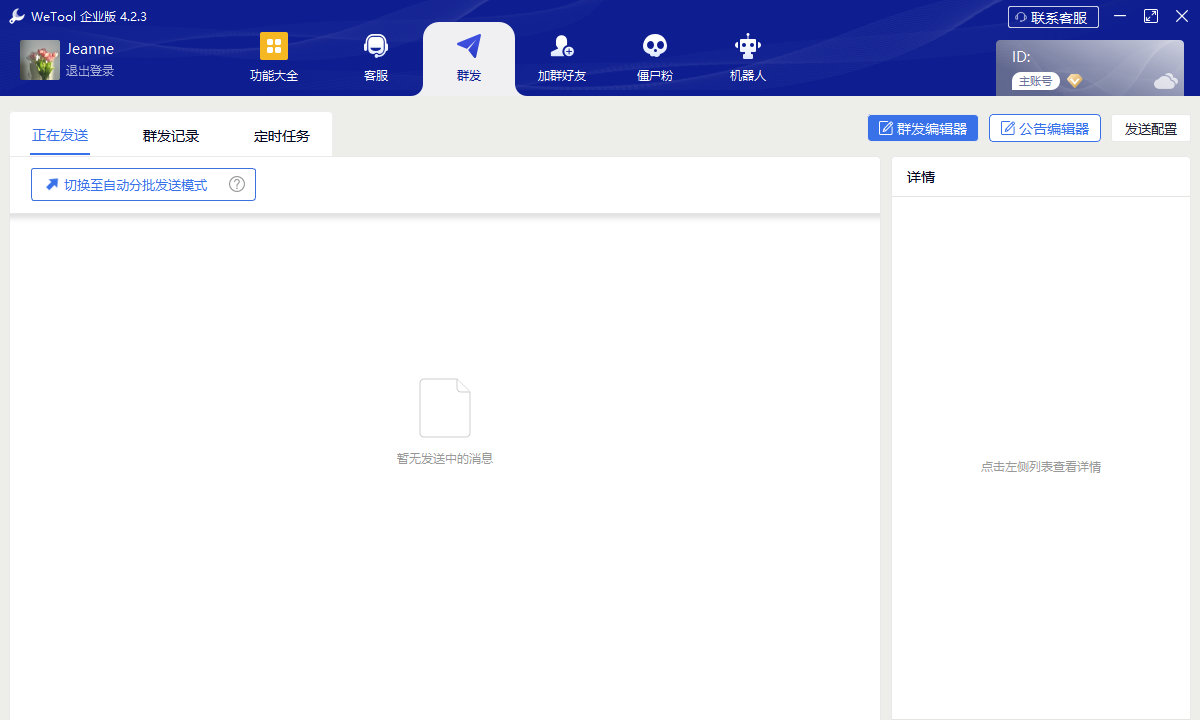 WeTool 企业版 4.2.3
联系客服
Jeanne
退出登录
功能大全
客服
群发
加群好友
僵尸粉
机器人
ID:
主账号
正在发送
群发记录
定时任务
群发编辑器
公告编辑器
发送配置
切换至自动分批发送模式
?
详情
暂无发送中的消息
点击左侧列表查看详情